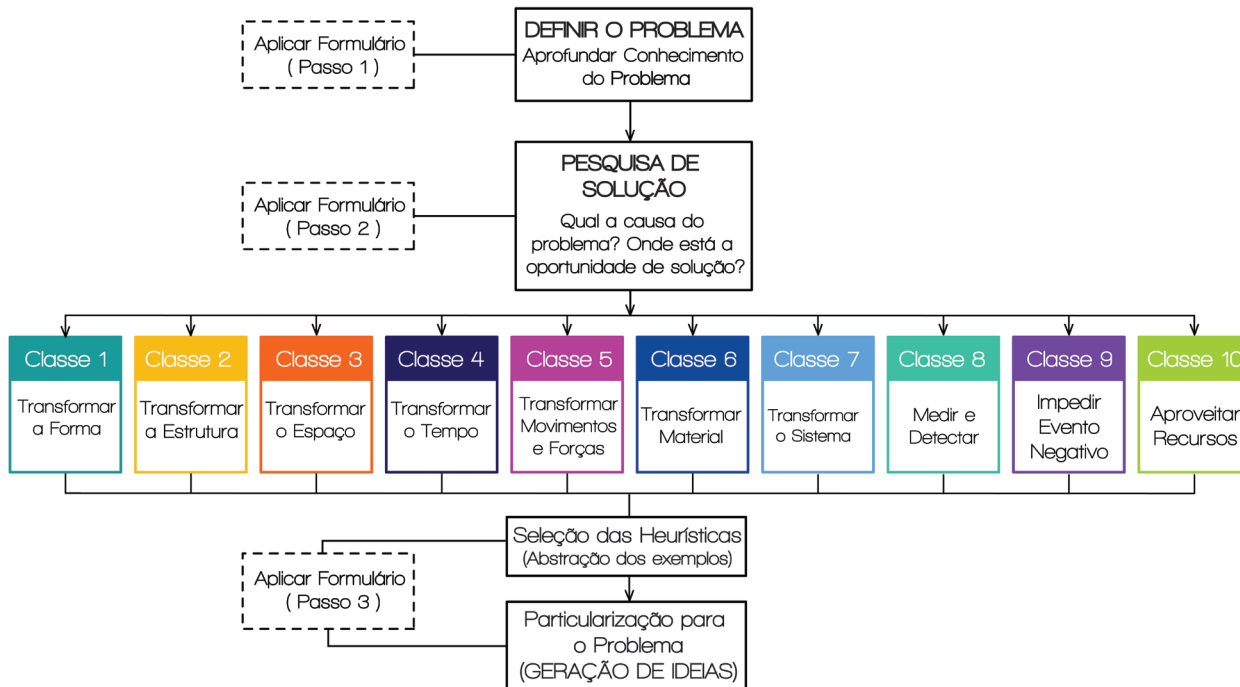 Aplicar Formulário
( Passo 1 )
DEFINIR O PROBLEMA
Aprofundar Conhecimento
do Problema
Aplicar Formulário
( Passo 2 )
PESQUISA DE
SOLUÇÃO
Qual a causa do
problema? Onde está a
oportunidade de solução?
Classe 1
Transformar
a Forma
Classe 2
Transformar
a Estrutura
Classe 3
Transformar
o Espaço
Classe 4
Transformar
o Tempo
Classe 5
Transformar
Movimentos
e Forças
Classe 6
Transformar
Material
Classe 7
Transformar
o Sistema
Classe 8
Medir e
Detectar
Classe 9
Impedir
Evento
Negativo
Classe 10
Aproveitar
Recursos
Seleção das Heurísticas
(Abstração dos exemplos)
Aplicar Formulário
( Passo 3 )
Particularização para
o Problema
(GERAÇÃO DE IDEIAS)